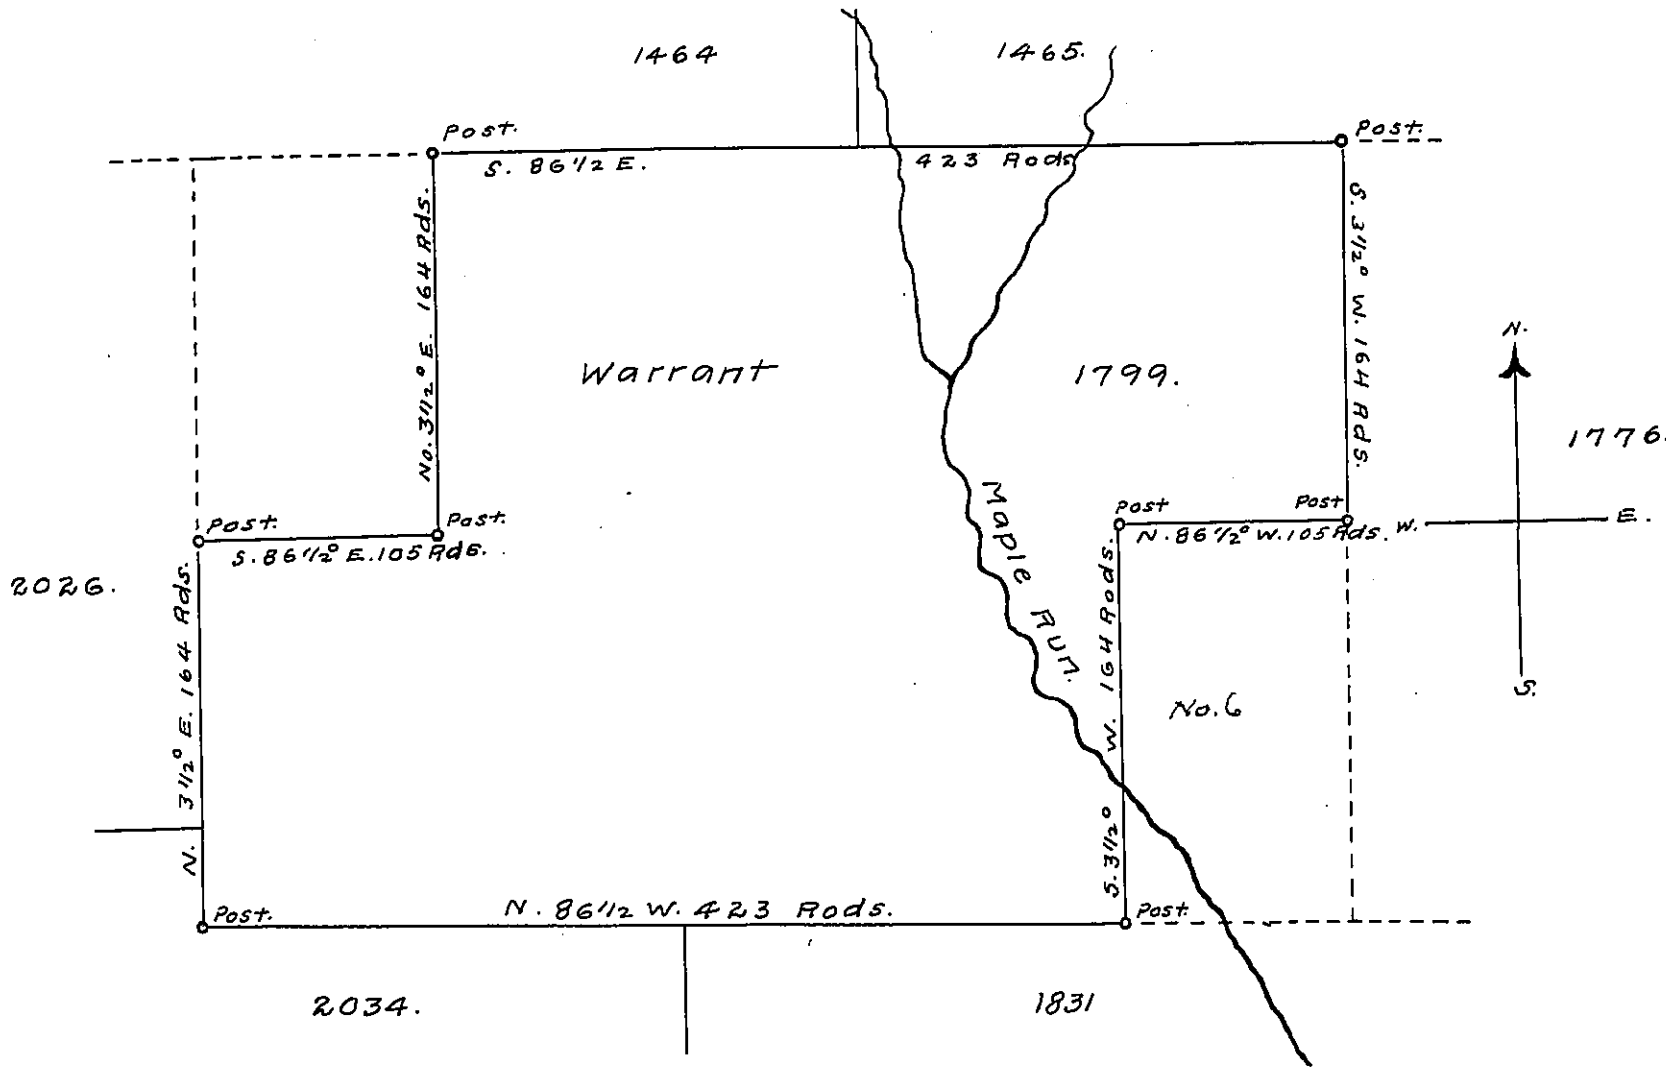 1464
1465.
Post.
Post.
S. 86 1/2 E.
423 Rods
No. 3 1/2° E. 164 Rds.
S. 3 1/2° W. 164 Rds.
Warrant
1799.
N.
1776.
Post.
Post.
S. 86 1/2° E. 105 Rds.
Post
Post
N. 86 1/2° W. 105 Rds.
W.
E.
S.
2026.
N. 3 1/2° E. 164 Rds.
Maple Run.
S. 3 1/2° W. 164 Rods.
No. 6
Post.
N. 86 1/2 W. 423 Rods.
Post.
2034.
1831